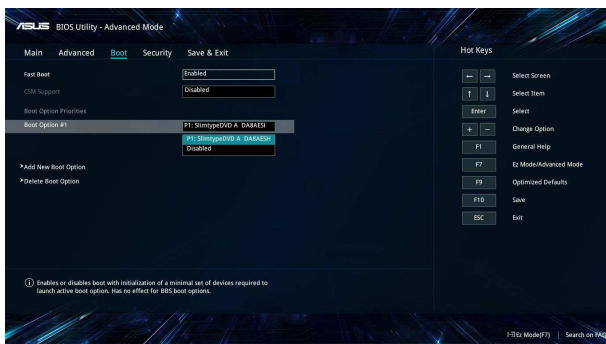 ASUS BIOS Utility - Advanced Mode
Main Advanced Boot Security Save & Exit
Hot Keys
Fast Boot Enabled
CSM Support Disabled
Boot Option Priorities
Boot Option #1 P1: SlimtypeDVD A DA8AESH
P1: SlimtypeDVD A DA8AESH
Disabled
>Add New Boot Option
>Delete Boot Option
← → Select Screen
↑ ↓ Select Item
Enter Select
+ − Change Option
F1 General Help
F7 Ez Mode/Advanced Mode
F9 Optimized Defaults
F10 Save
ESC Exit
Enables or disables boot with initialization of a minimal set of devices required to
launch active boot option. Has no effect for BBS boot options.
Ez Mode(F7) | Search on FAQ